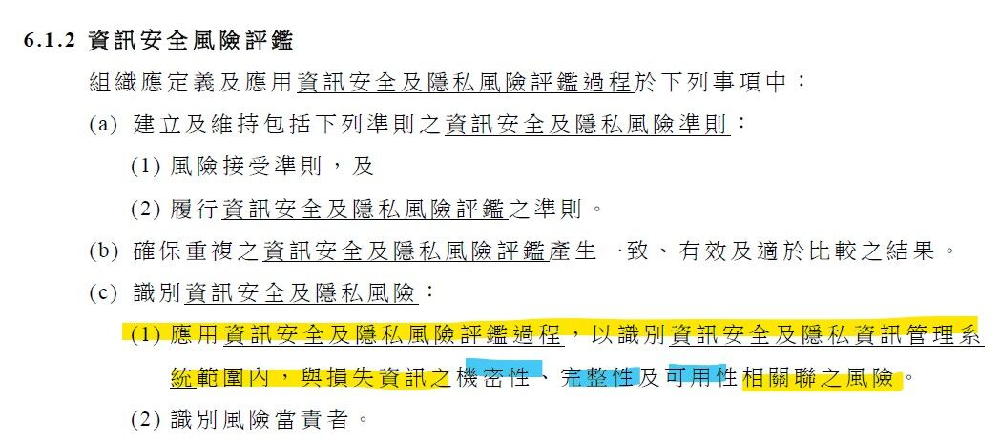 6.1.2 資訊安全風險評鑑
組織應定義及應用資訊安全及隱私風險評鑑過程於下列事項中：
(a) 建立及維持包括下列準則之資訊安全及隱私風險準則：
(1) 風險接受準則，及
(2) 履行資訊安全及隱私風險評鑑之準則。
(b) 確保重複之資訊安全及隱私風險評鑑產生一致、有效及適於比較之結果。
(c) 識別資訊安全及隱私風險：
(1) 應用資訊安全及隱私風險評鑑過程，以識別資訊安全及隱私資訊管理系
統範圍內，與損失資訊之機密性、完整性及可用性相關聯之風險。
(2) 識別風險當責者。